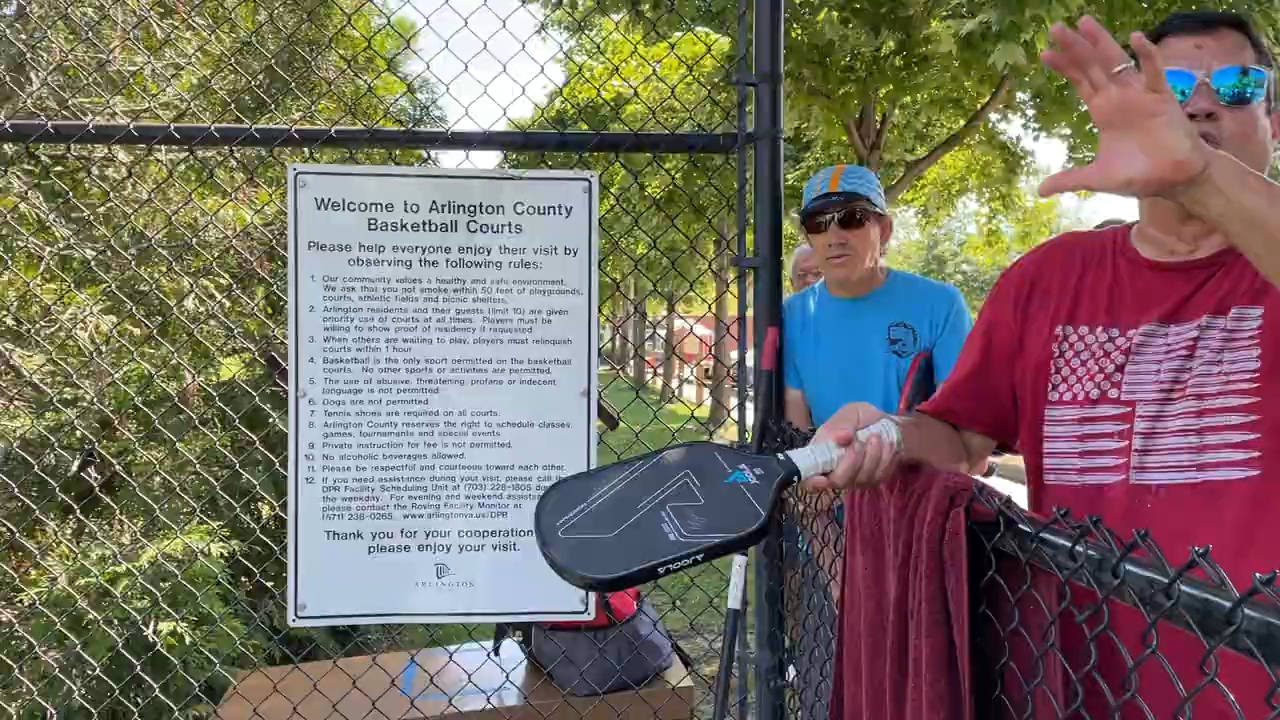 Welcome to Arlington County
Basketball Courts
Please help everyone enjoy their visit by
observing the following rules:
1. Our community values a healthy and safe environment.
We ask that you not smoke within 50 feet of playgrounds,
courts, athletic fields and picnic shelters.
2. Arlington residents and their guests (limit 10) are given
priority use of courts at all times. Players must be
willing to show proof of residency if requested.
3. When others are waiting to play, players must relinquish
courts within 1 hour
4. Basketball is the only sport permitted on the basketball
courts. No other sports or activities are permitted.
5. The use of abusive, threatening, profane or indecent
language is not permitted.
6. Dogs are not permitted.
7. Tennis shoes are required on all courts.
8. Arlington County reserves the right to schedule classes,
games, tournaments and special events.
9. Private instruction for fee is not permitted.
10. No alcoholic beverages allowed.
11. Please be respectful and courteous toward each other.
12. If you need assistance during your visit, please call
DPR Facility Scheduling Unit at (703) 228-1805
the weekday. For evening and weekend
please contact the Roving Facility Monitor at
(571) 238-0265. www.arlingtonva.us/DPR
Thank you for your cooperation
please enjoy your visit.
ARLINGTON
JOOLA